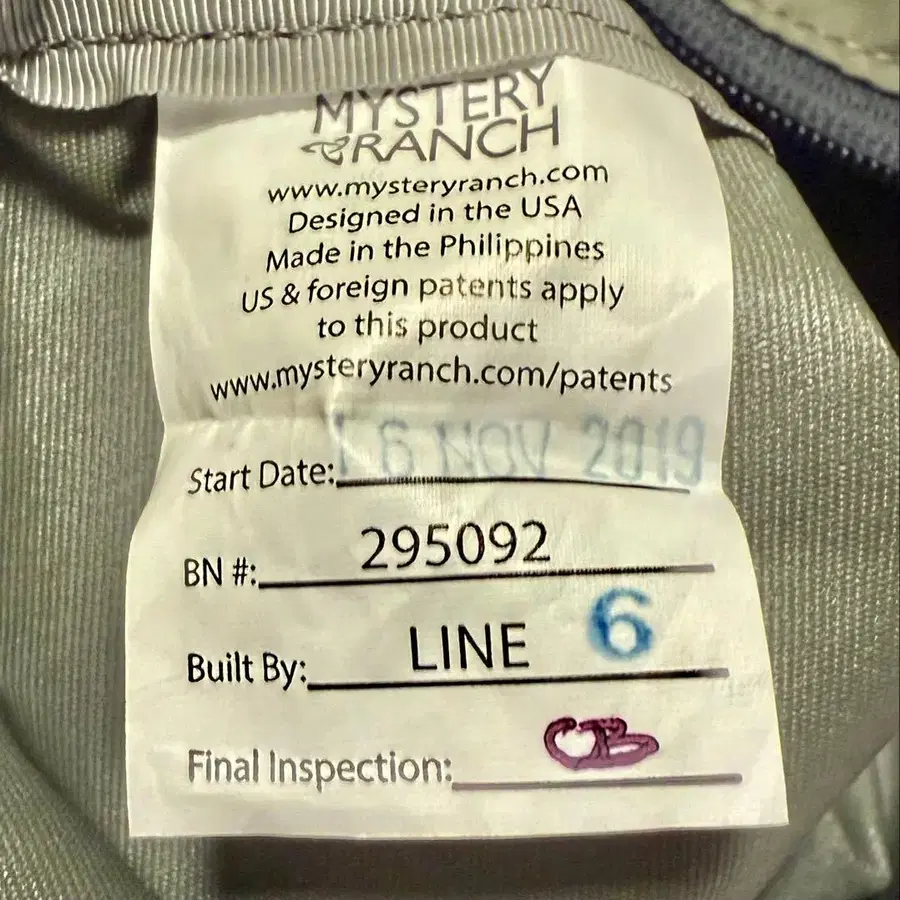 MYSTERY
RANCH
www.mysteryranch.com
Designed in the USA
Made in the Philippines
US & foreign patents apply
to this product
www.mysteryranch.com/patents
Start Date: 16 NOV 2019
BN #: 295092
Built By: LINE 6
Final Inspection: CB